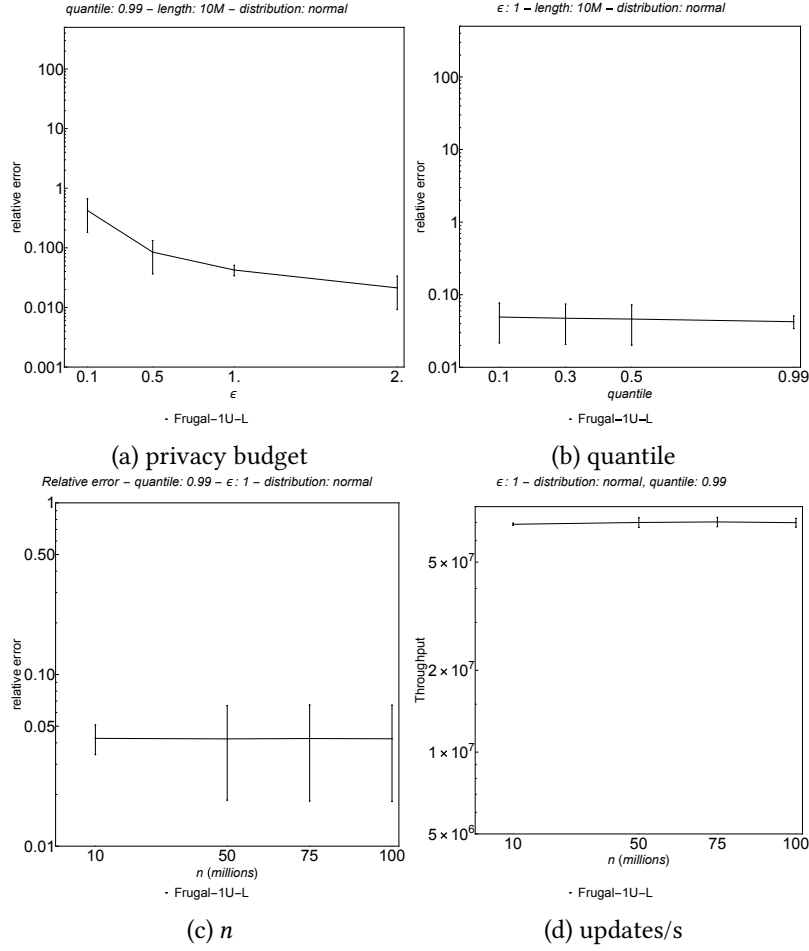 quantile: 0.99 – length: 10M – distribution: normal
relative error
100
10
1
0.100
0.010
0.001
0.1 0.5 1. 2.
ϵ
Frugal–1U–L
(a) privacy budget
ϵ: 1 – length: 10M – distribution: normal
relative error
100
10
1
0.10
0.01
0.1 0.3 0.5 0.99
quantile
Frugal–1U–L
(b) quantile
Relative error – quantile: 0.99 – ϵ: 1 – distribution: normal
relative error
1
0.50
0.10
0.05
0.01
10 50 75 100
n (millions)
Frugal–1U–L
(c) n
ϵ: 1 – distribution: normal, quantile: 0.99
Throughput
5×10⁷
2×10⁷
1×10⁷
5×10⁶
10 50 75 100
n (millions)
Frugal–1U–L
(d) updates/s